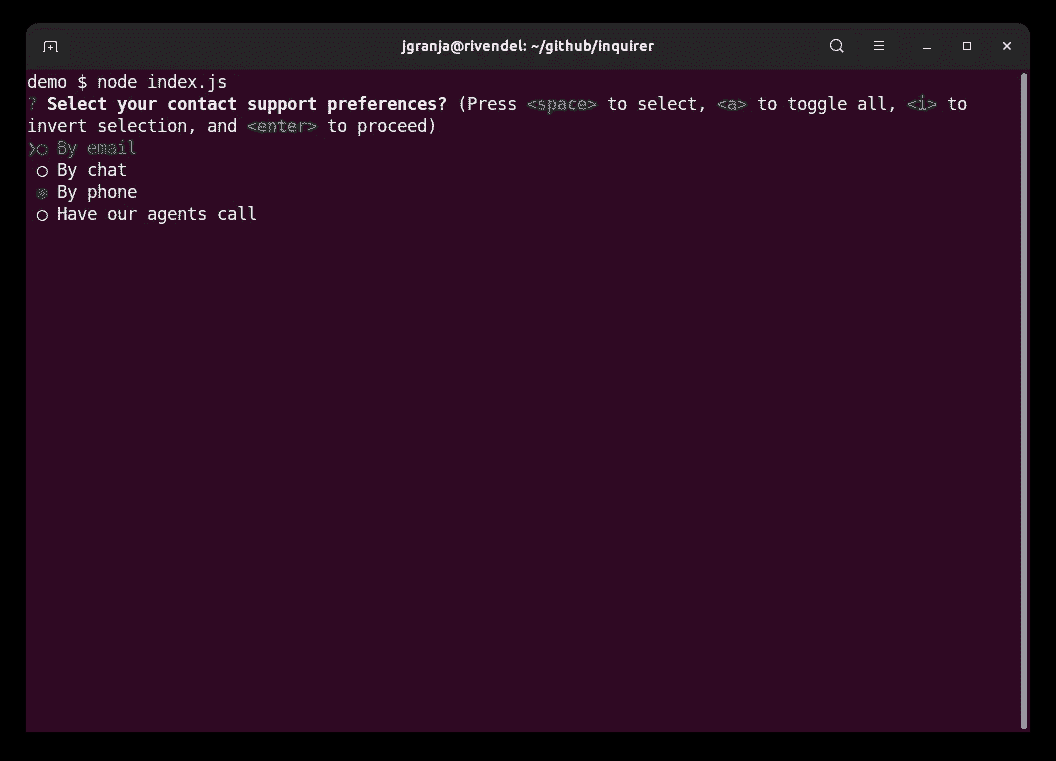 jgranja@rivendel: ~/github/inquirer
demo $ node index.js
? Select your contact support preferences? (Press <space> to select, <a> to toggle all, <i> to
invert selection, and <enter> to proceed)
❯◯ By email
◯ By chat
◉ By phone
◯ Have our agents call